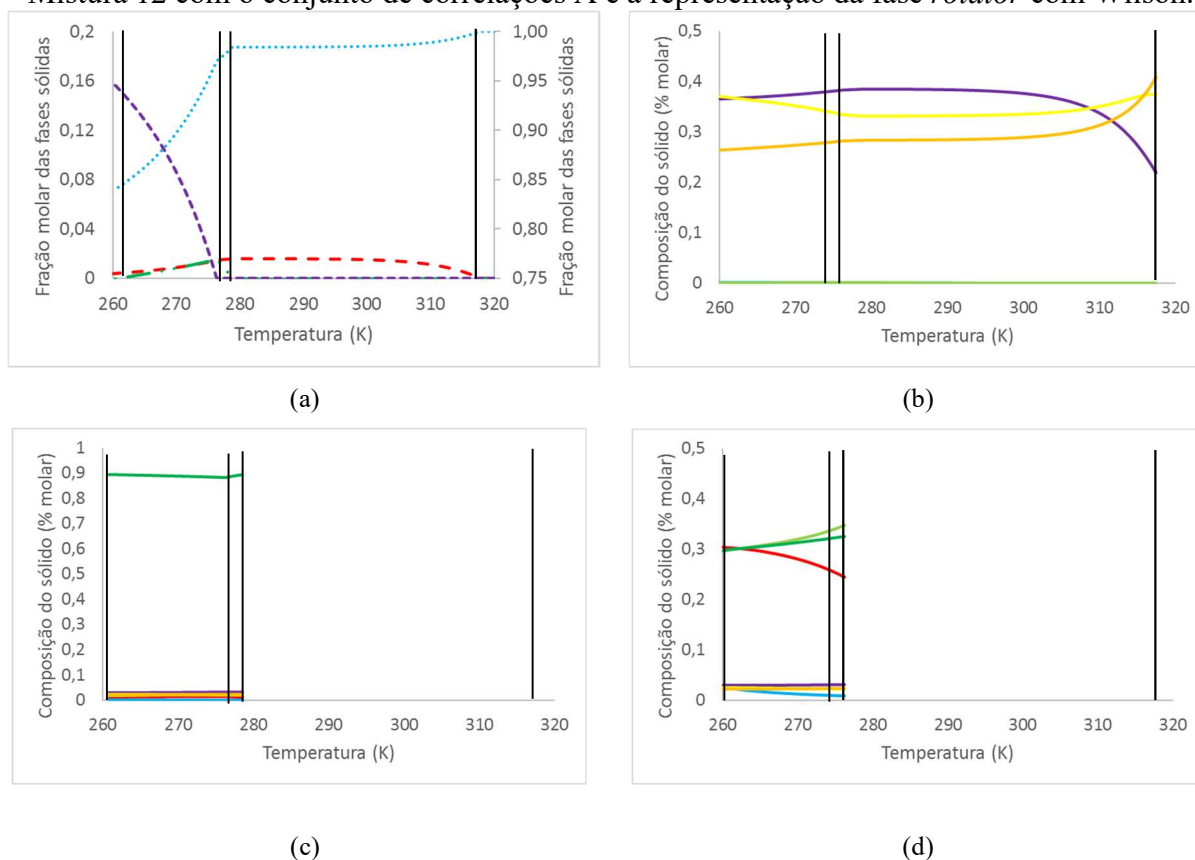 Mistura 12 com o conjunto de correlações A e a representação da fase rotator com Wilson.
0,2
0,16
0,12
0,08
0,04
0
Fração molar das fases sólidas
1,00
0,95
0,90
0,85
0,80
0,75
Fração molar das fases sólidas
260 270 280 290 300 310 320
Temperatura (K)
(a)
0,5
0,4
0,3
0,2
0,1
0
Composição do sólido (% molar)
260 270 280 290 300 310 320
Temperatura (K)
(b)
1
0,9
0,8
0,7
0,6
0,5
0,4
0,3
0,2
0,1
0
Composição do sólido (% molar)
260 270 280 290 300 310 320
Temperatura (K)
(c)
0,5
0,4
0,3
0,2
0,1
0
Composição do sólido (% molar)
260 270 280 290 300 310 320
Temperatura (K)
(d)